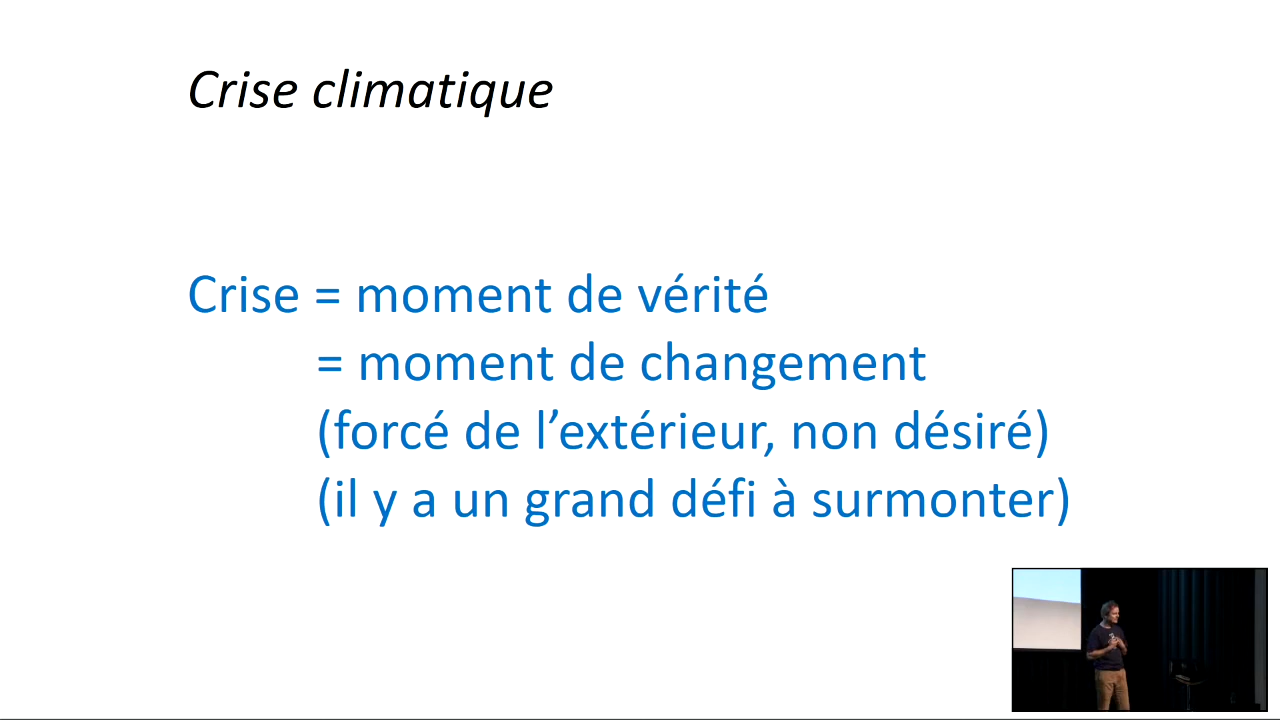 Crise climatique
Crise = moment de vérité
= moment de changement
(forcé de l’extérieur, non désiré)
(il y a un grand défi à surmonter)